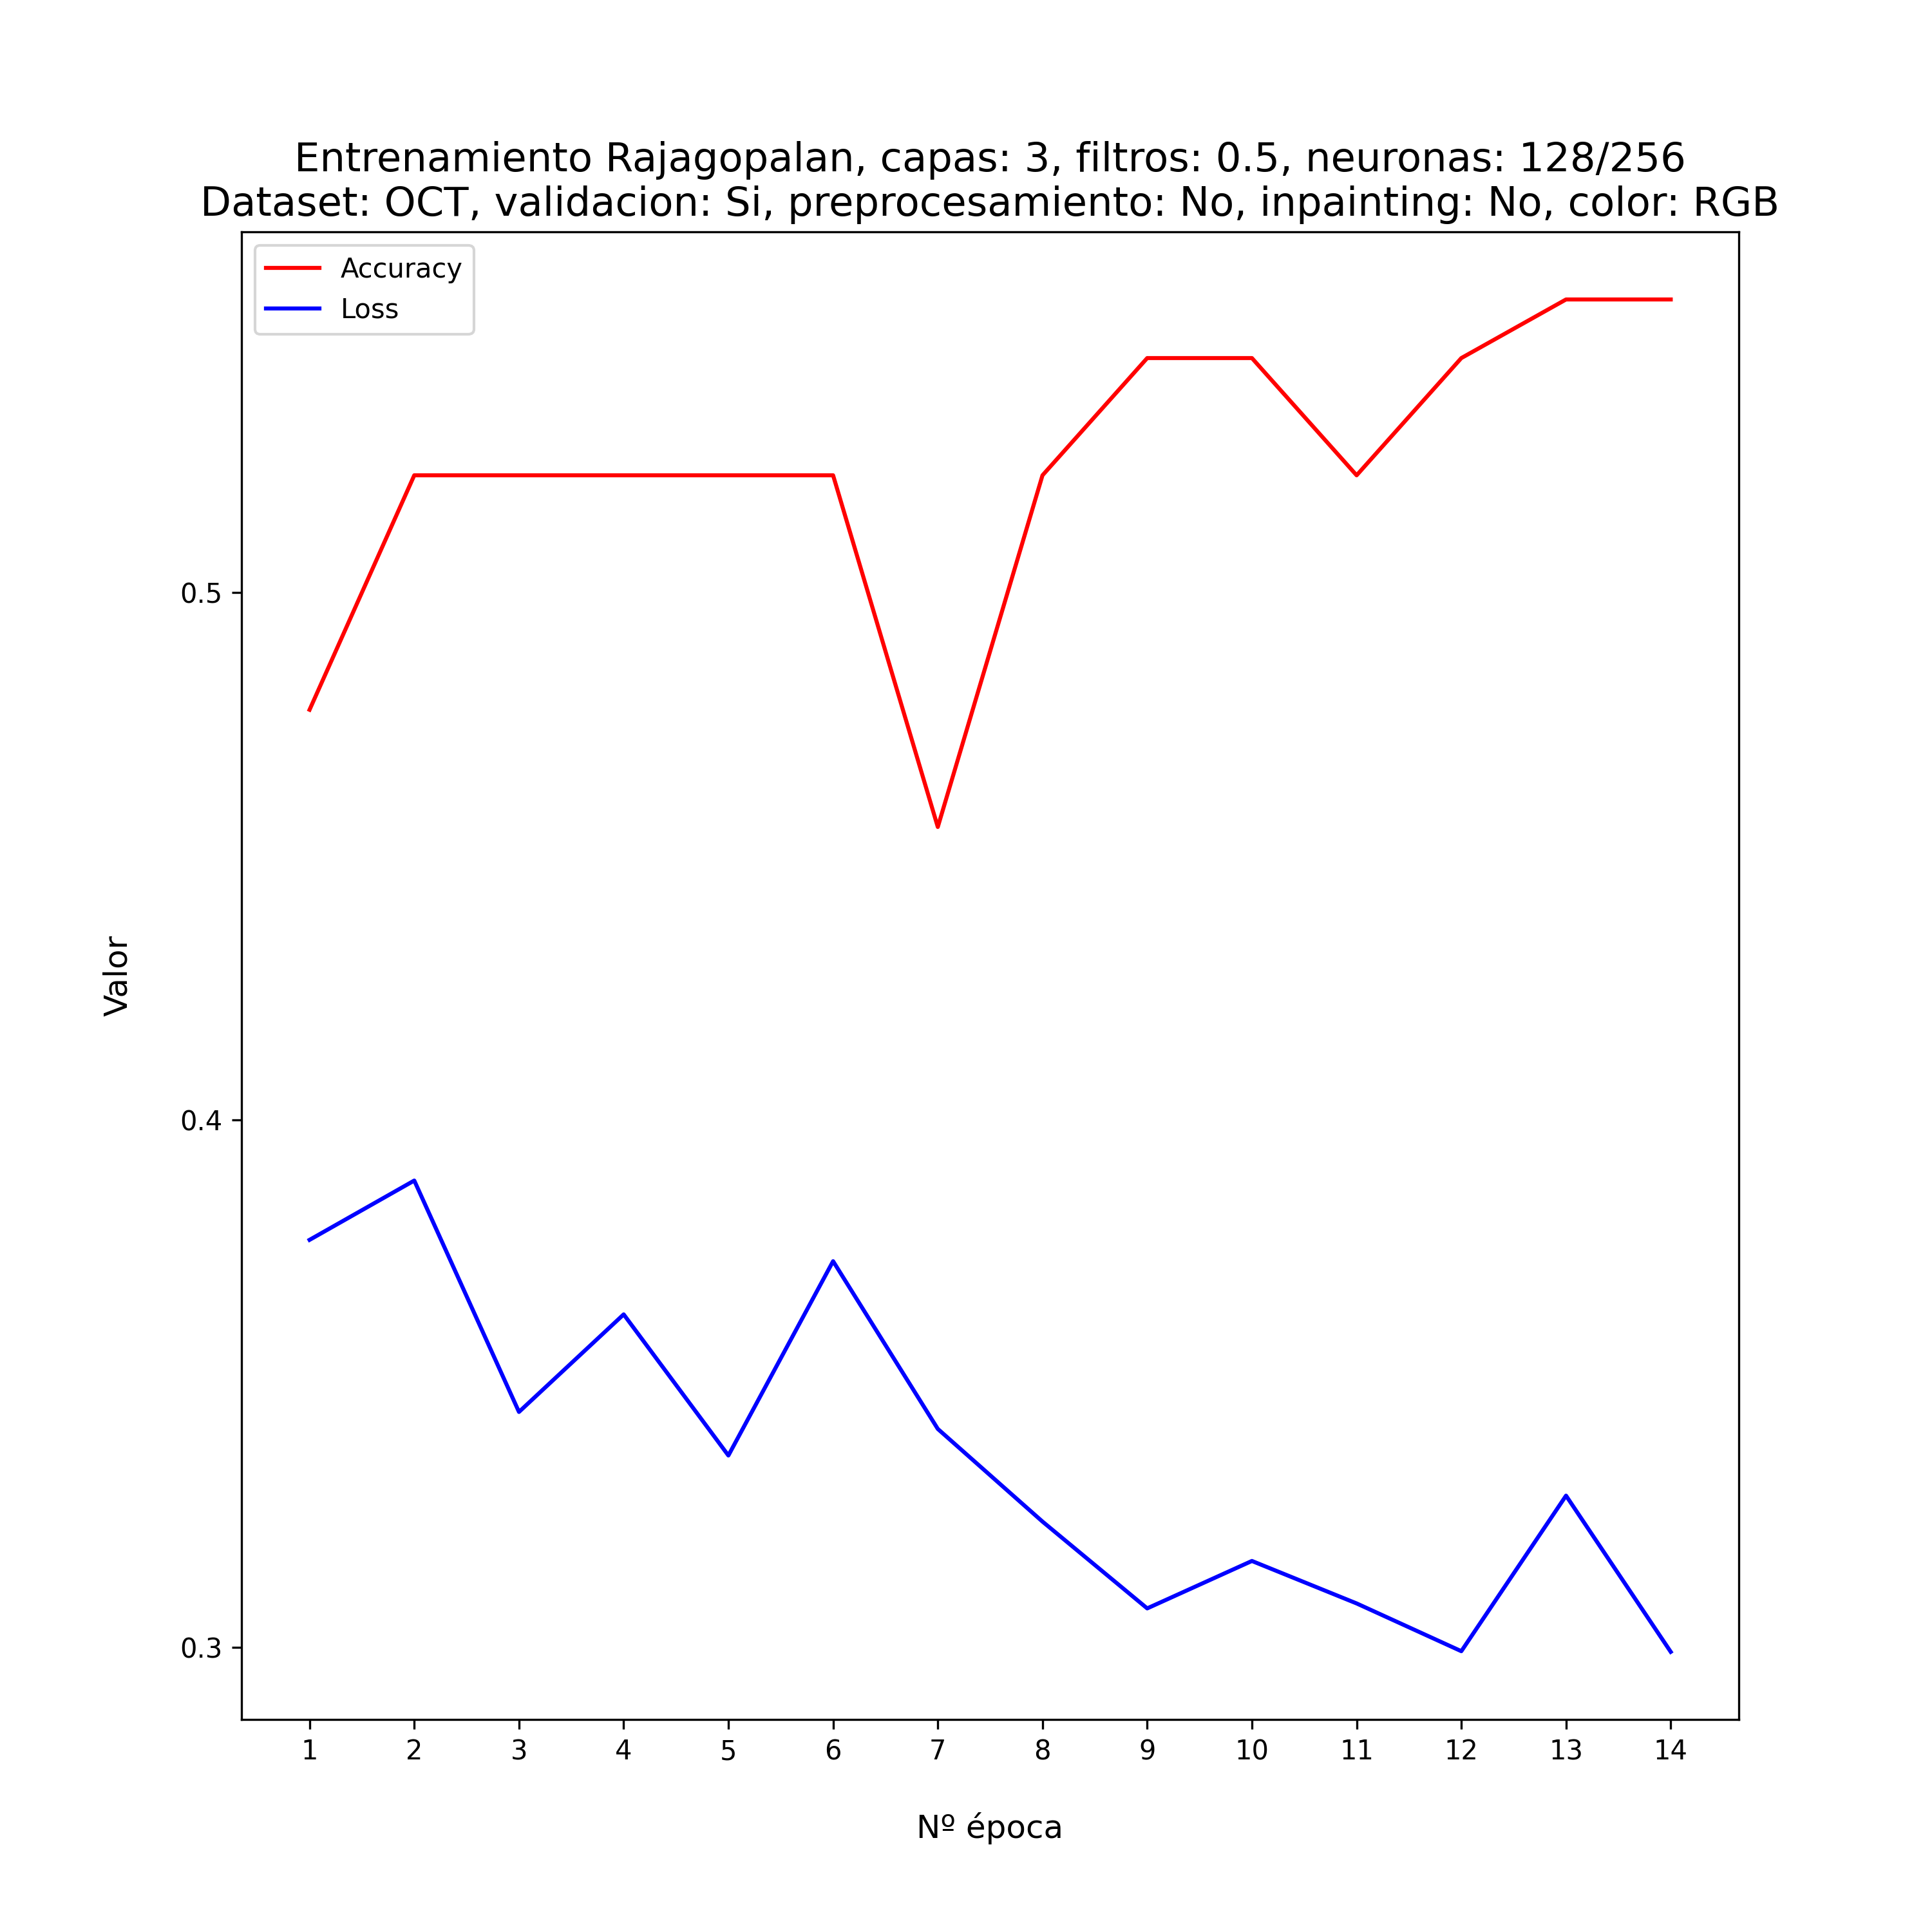 Entrenamiento Rajagopalan, capas: 3, filtros: 0.5, neuronas: 128/256
Dataset: OCT, validacion: Si, preprocesamiento: No, inpainting: No, color: RGB
Accuracy
Loss
0.5
0.4
0.3
Valor
1 2 3 4 5 6 7 8 9 10 11 12 13 14
Nº época